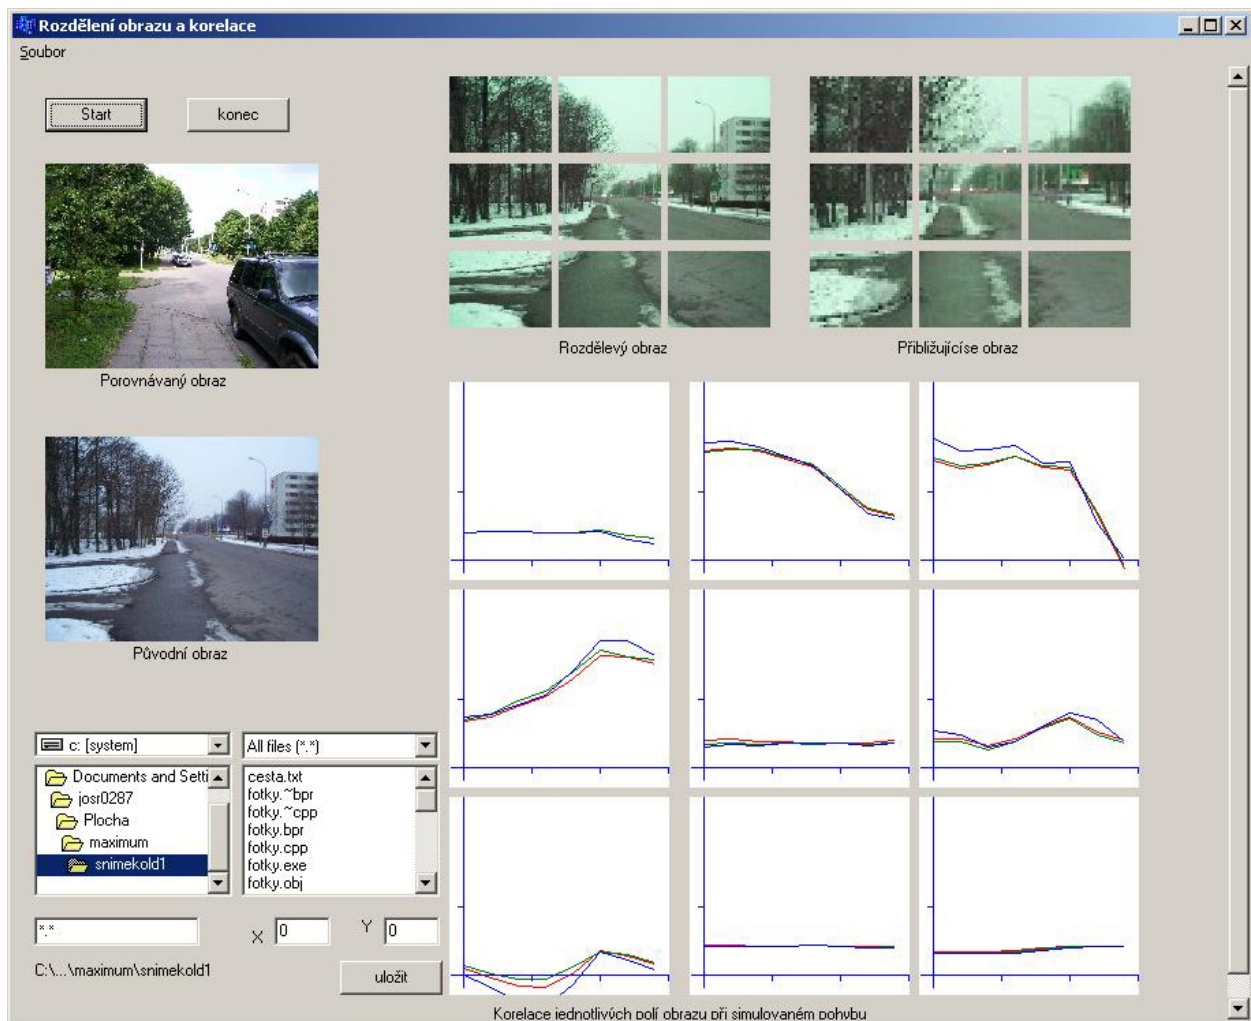 Rozdělení obrazu a korelace
Soubor
Start
konec
Porovnávaný obraz
Původní obraz
Rozdělevý obraz
Přibližujícíse obraz
c: [system]
All files (*.*)
Documents and Setti
josr0287
Plocha
maximum
snimekold1
cesta.txt
fotky.~bpr
fotky.~cpp
fotky.bpr
fotky.cpp
fotky.exe
fotky.obj
*.*
X
0
Y
0
C:\...\maximum\snimekold1
uložit
Korelace jednotlivých polí obrazu při simulovaném pohybu